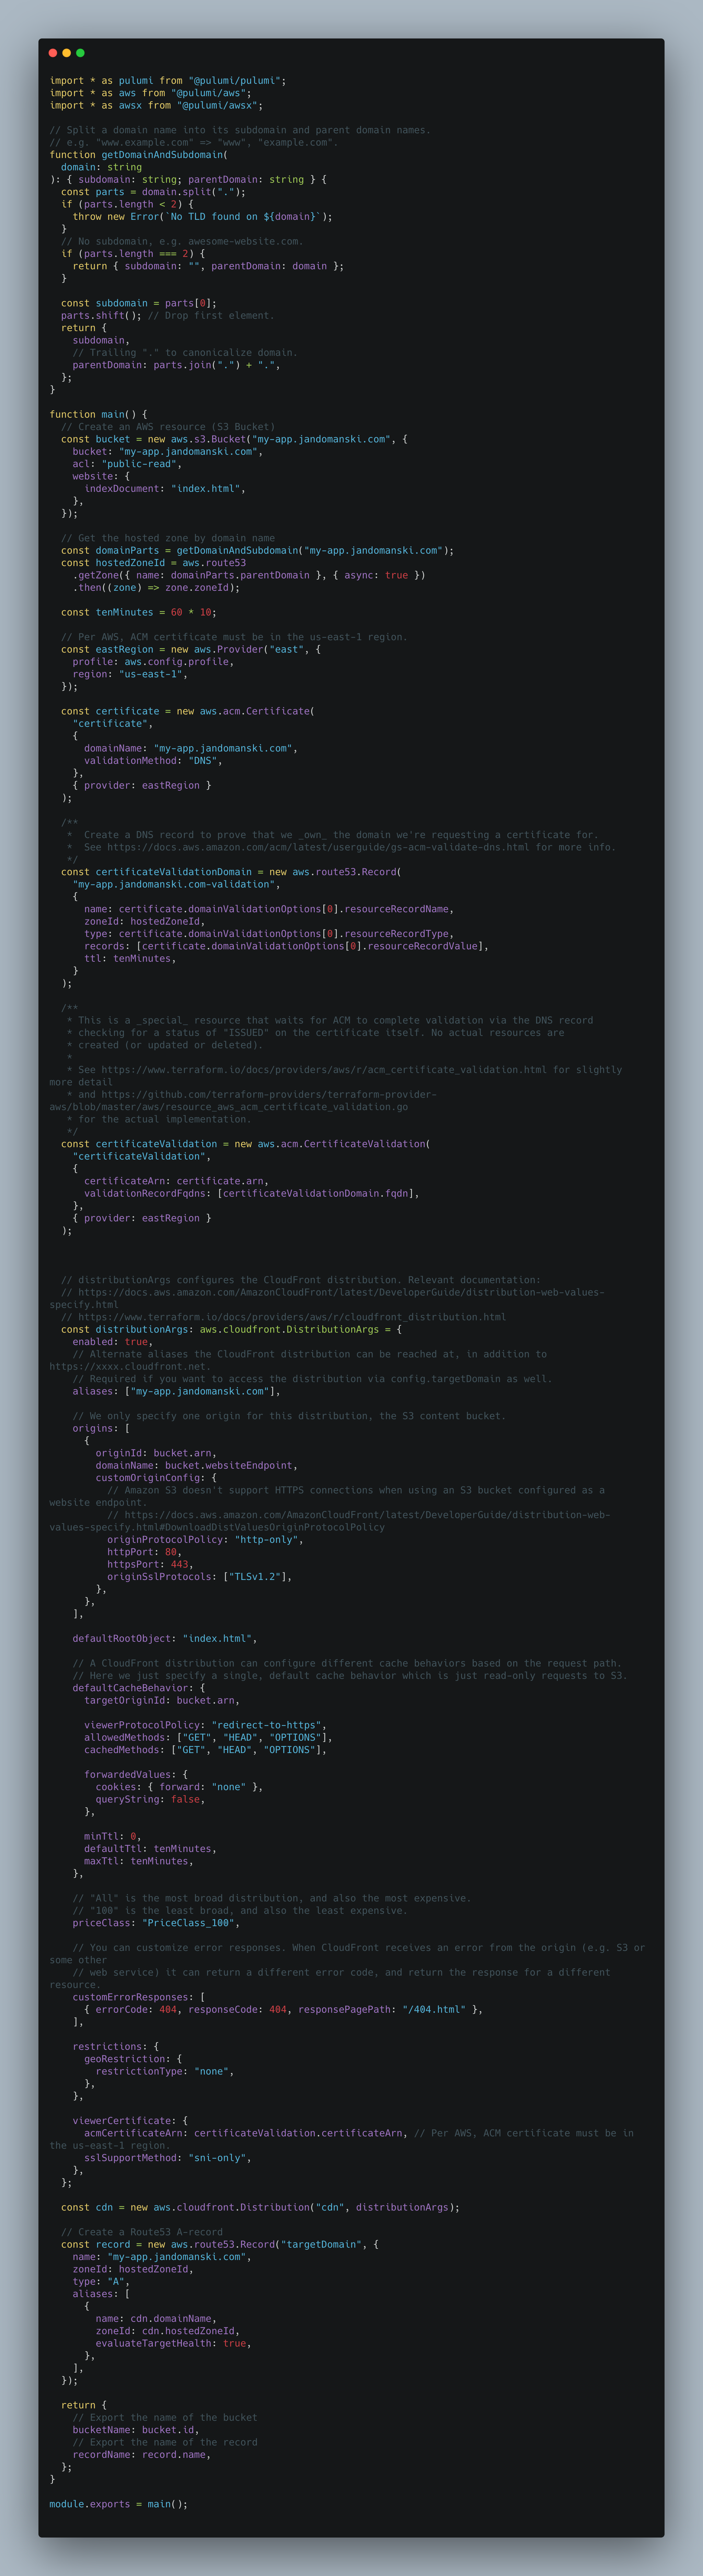 import * as pulumi from "@pulumi/pulumi";
import * as aws from "@pulumi/aws";
import * as awsx from "@pulumi/awsx";

// Split a domain name into its subdomain and parent domain names.
// e.g. "www.example.com" => "www", "example.com".
function getDomainAndSubdomain(
  domain: string
): { subdomain: string; parentDomain: string } {
  const parts = domain.split(".");
  if (parts.length < 2) {
    throw new Error(`No TLD found on ${domain}`);
  }
  // No subdomain, e.g. awesome-website.com.
  if (parts.length === 2) {
    return { subdomain: "", parentDomain: domain };
  }

  const subdomain = parts[0];
  parts.shift(); // Drop first element.
  return {
    subdomain,
    // Trailing "." to canonicalize domain.
    parentDomain: parts.join(".") + ".",
  };
}

function main() {
  // Create an AWS resource (S3 Bucket)
  const bucket = new aws.s3.Bucket("my-app.jandomanski.com", {
    bucket: "my-app.jandomanski.com",
    acl: "public-read",
    website: {
      indexDocument: "index.html",
    },
  });

  // Get the hosted zone by domain name
  const domainParts = getDomainAndSubdomain("my-app.jandomanski.com");
  const hostedZoneId = aws.route53
    .getZone({ name: domainParts.parentDomain }, { async: true })
    .then((zone) => zone.zoneId);

  const tenMinutes = 60 * 10;

  // Per AWS, ACM certificate must be in the us-east-1 region.
  const eastRegion = new aws.Provider("east", {
    profile: aws.config.profile,
    region: "us-east-1",
  });

  const certificate = new aws.acm.Certificate(
    "certificate",
    {
      domainName: "my-app.jandomanski.com",
      validationMethod: "DNS",
    },
    { provider: eastRegion }
  );

  /**
   *  Create a DNS record to prove that we _own_ the domain we're requesting a certificate for.
   *  See https://docs.aws.amazon.com/acm/latest/userguide/gs-acm-validate-dns.html for more info.
   */
  const certificateValidationDomain = new aws.route53.Record(
    "my-app.jandomanski.com-validation",
    {
      name: certificate.domainValidationOptions[0].resourceRecordName,
      zoneId: hostedZoneId,
      type: certificate.domainValidationOptions[0].resourceRecordType,
      records: [certificate.domainValidationOptions[0].resourceRecordValue],
      ttl: tenMinutes,
    }
  );

  /**
   * This is a _special_ resource that waits for ACM to complete validation via the DNS record
   * checking for a status of "ISSUED" on the certificate itself. No actual resources are
   * created (or updated or deleted).
   *
   * See https://www.terraform.io/docs/providers/aws/r/acm_certificate_validation.html for slightly
more detail
   * and https://github.com/terraform-providers/terraform-provider-
aws/blob/master/aws/resource_aws_acm_certificate_validation.go
   * for the actual implementation.
   */
  const certificateValidation = new aws.acm.CertificateValidation(
    "certificateValidation",
    {
      certificateArn: certificate.arn,
      validationRecordFqdns: [certificateValidationDomain.fqdn],
    },
    { provider: eastRegion }
  );

  // distributionArgs configures the CloudFront distribution. Relevant documentation:
  // https://docs.aws.amazon.com/AmazonCloudFront/latest/DeveloperGuide/distribution-web-values-
specify.html
  // https://www.terraform.io/docs/providers/aws/r/cloudfront_distribution.html
  const distributionArgs: aws.cloudfront.DistributionArgs = {
    enabled: true,
    // Alternate aliases the CloudFront distribution can be reached at, in addition to
https://xxxx.cloudfront.net.
    // Required if you want to access the distribution via config.targetDomain as well.
    aliases: ["my-app.jandomanski.com"],

    // We only specify one origin for this distribution, the S3 content bucket.
    origins: [
      {
        originId: bucket.arn,
        domainName: bucket.websiteEndpoint,
        customOriginConfig: {
          // Amazon S3 doesn't support HTTPS connections when using an S3 bucket configured as a
website endpoint.
          // https://docs.aws.amazon.com/AmazonCloudFront/latest/DeveloperGuide/distribution-web-
values-specify.html#DownloadDistValuesOriginProtocolPolicy
          originProtocolPolicy: "http-only",
          httpPort: 80,
          httpsPort: 443,
          originSslProtocols: ["TLSv1.2"],
        },
      },
    ],

    defaultRootObject: "index.html",

    // A CloudFront distribution can configure different cache behaviors based on the request path.
    // Here we just specify a single, default cache behavior which is just read-only requests to S3.
    defaultCacheBehavior: {
      targetOriginId: bucket.arn,

      viewerProtocolPolicy: "redirect-to-https",
      allowedMethods: ["GET", "HEAD", "OPTIONS"],
      cachedMethods: ["GET", "HEAD", "OPTIONS"],

      forwardedValues: {
        cookies: { forward: "none" },
        queryString: false,
      },

      minTtl: 0,
      defaultTtl: tenMinutes,
      maxTtl: tenMinutes,
    },

    // "All" is the most broad distribution, and also the most expensive.
    // "100" is the least broad, and also the least expensive.
    priceClass: "PriceClass_100",

    // You can customize error responses. When CloudFront receives an error from the origin (e.g. S3 or
some other
    // web service) it can return a different error code, and return the response for a different
resource.
    customErrorResponses: [
      { errorCode: 404, responseCode: 404, responsePagePath: "/404.html" },
    ],

    restrictions: {
      geoRestriction: {
        restrictionType: "none",
      },
    },

    viewerCertificate: {
      acmCertificateArn: certificateValidation.certificateArn, // Per AWS, ACM certificate must be in
the us-east-1 region.
      sslSupportMethod: "sni-only",
    },
  };

  const cdn = new aws.cloudfront.Distribution("cdn", distributionArgs);

  // Create a Route53 A-record
  const record = new aws.route53.Record("targetDomain", {
    name: "my-app.jandomanski.com",
    zoneId: hostedZoneId,
    type: "A",
    aliases: [
      {
        name: cdn.domainName,
        zoneId: cdn.hostedZoneId,
        evaluateTargetHealth: true,
      },
    ],
  });

  return {
    // Export the name of the bucket
    bucketName: bucket.id,
    // Export the name of the record
    recordName: record.name,
  };
}

module.exports = main();